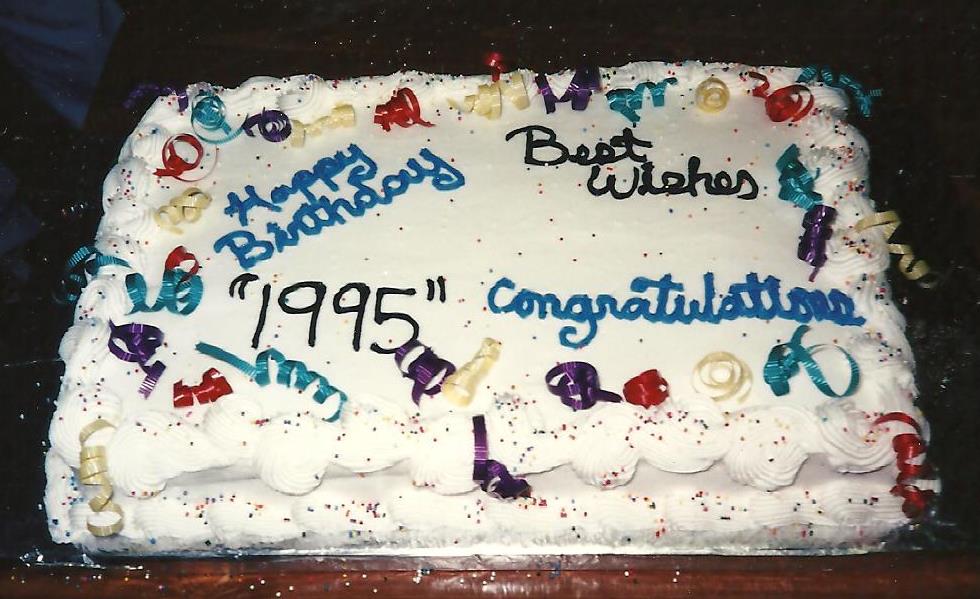 Happy
Birthday
Best
Wishes
"1995"
Congratulations